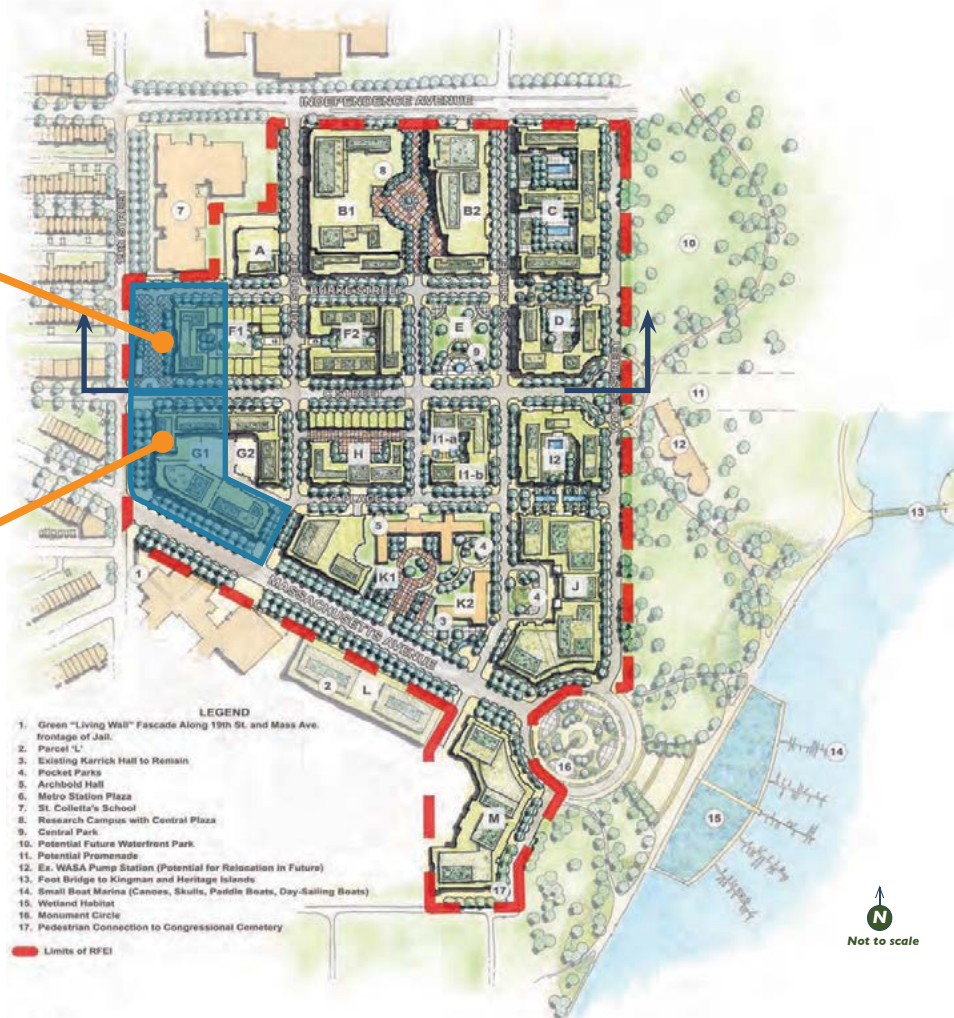 INDEPENDENCE AVENUE
19TH STREET
7
8
B1
B2
C
A
10
BURKE STREET
F1
F2
E
D
9
C STREET
11
G1
G2
H
I1-a
I1-b
I2
12
13
C PLACE
5
4
K1
4
J
K2
3
1
MASSACHUSETTS AVENUE
2
L
16
14
15
M
17
LEGEND
1. Green "Living Wall" Fascade Along 19th St. and Mass Ave.
frontage of Jail.
2. Parcel 'L'
3. Existing Karrick Hall to Remain
4. Pocket Parks
5. Archbold Hall
6. Metro Station Plaza
7. St. Colletta's School
8. Research Campus with Central Plaza
9. Central Park
10. Potential Future Waterfront Park
11. Potential Promenade
12. Ex. WASA Pump Station (Potential for Relocation in Future)
13. Foot Bridge to Kingman and Heritage Islands
14. Small Boat Marina (Canoes, Skulls, Paddle Boats, Day-Sailing Boats)
15. Wetland Habitat
16. Monument Circle
17. Pedestrian Connection to Congressional Cemetery
Limits of RFEI
N
Not to scale